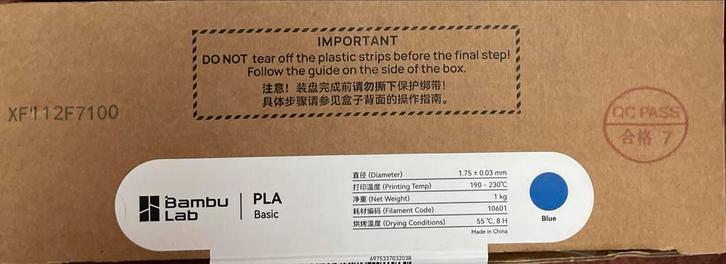 IMPORTANT
DO NOT tear off the plastic strips before the final step!
Follow the guide on the side of the box.
注意！装盘完成前请勿撕下保护绑带！
具体步骤请参见盒子背面的操作指南。
XF112F7100
QC PASS
合格 7
Bambu Lab
PLA
Basic
直径 (Diameter) 1.75 ± 0.03 mm
打印温度 (Printing Temp) 190 - 230℃
净重 (Net Weight) 1 kg
耗材编码 (Filament Code) 10601
烘烤温度 (Drying Conditions) 55 ℃, 8 H
Made in China
Blue
6975337032038